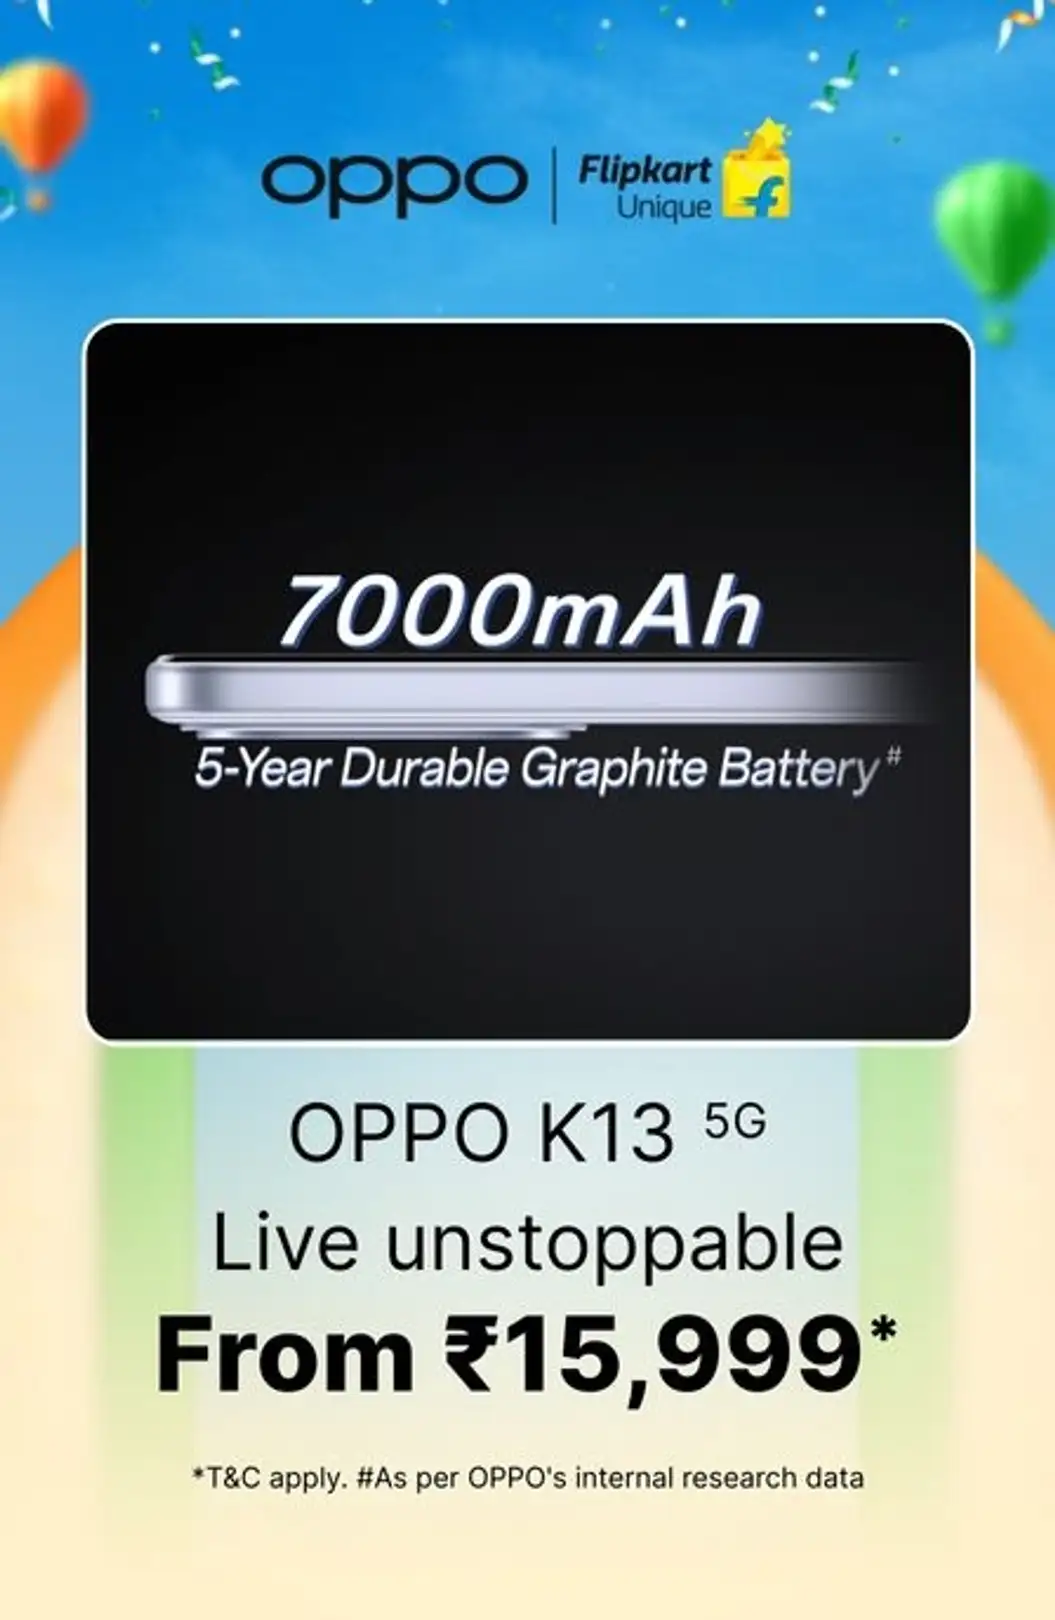 oppo
Flipkart
Unique
7000mAh
5-Year Durable Graphite Battery#
OPPO K13 5G
Live unstoppable
From ₹15,999*
*T&C apply. #As per OPPO's internal research data